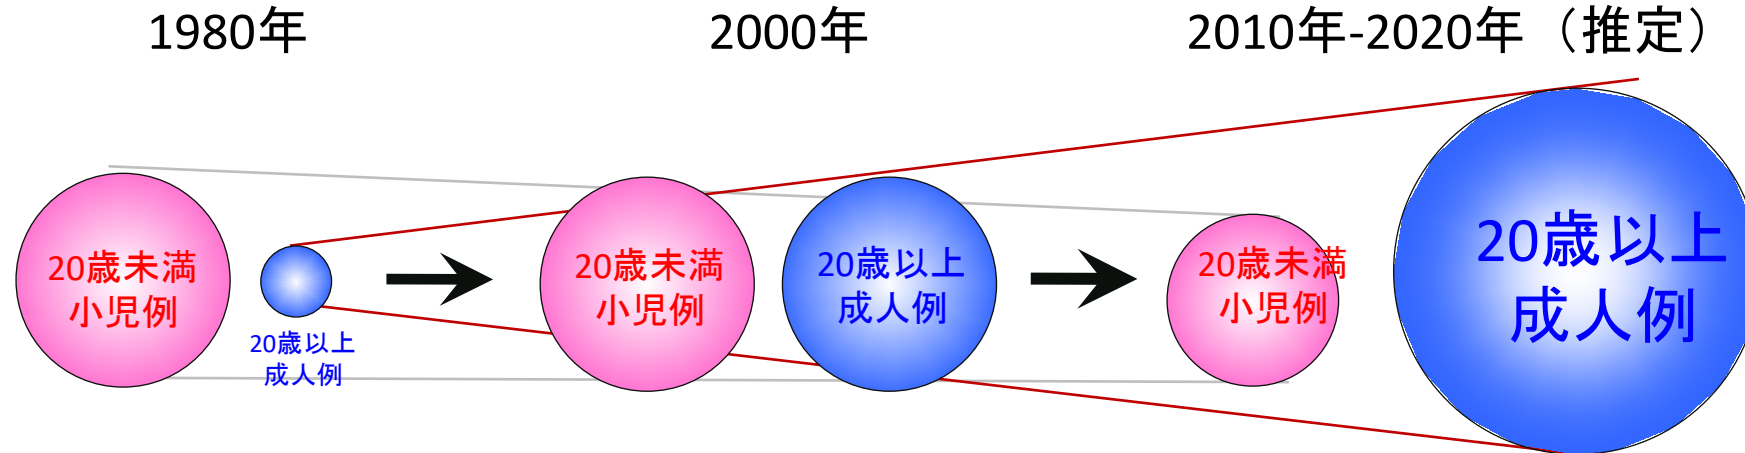 1980年
2000年
2010年-2020年（推定）
20歳未満
小児例
20歳以上
成人例
20歳未満
小児例
20歳以上
成人例
20歳未満
小児例
20歳以上
成人例